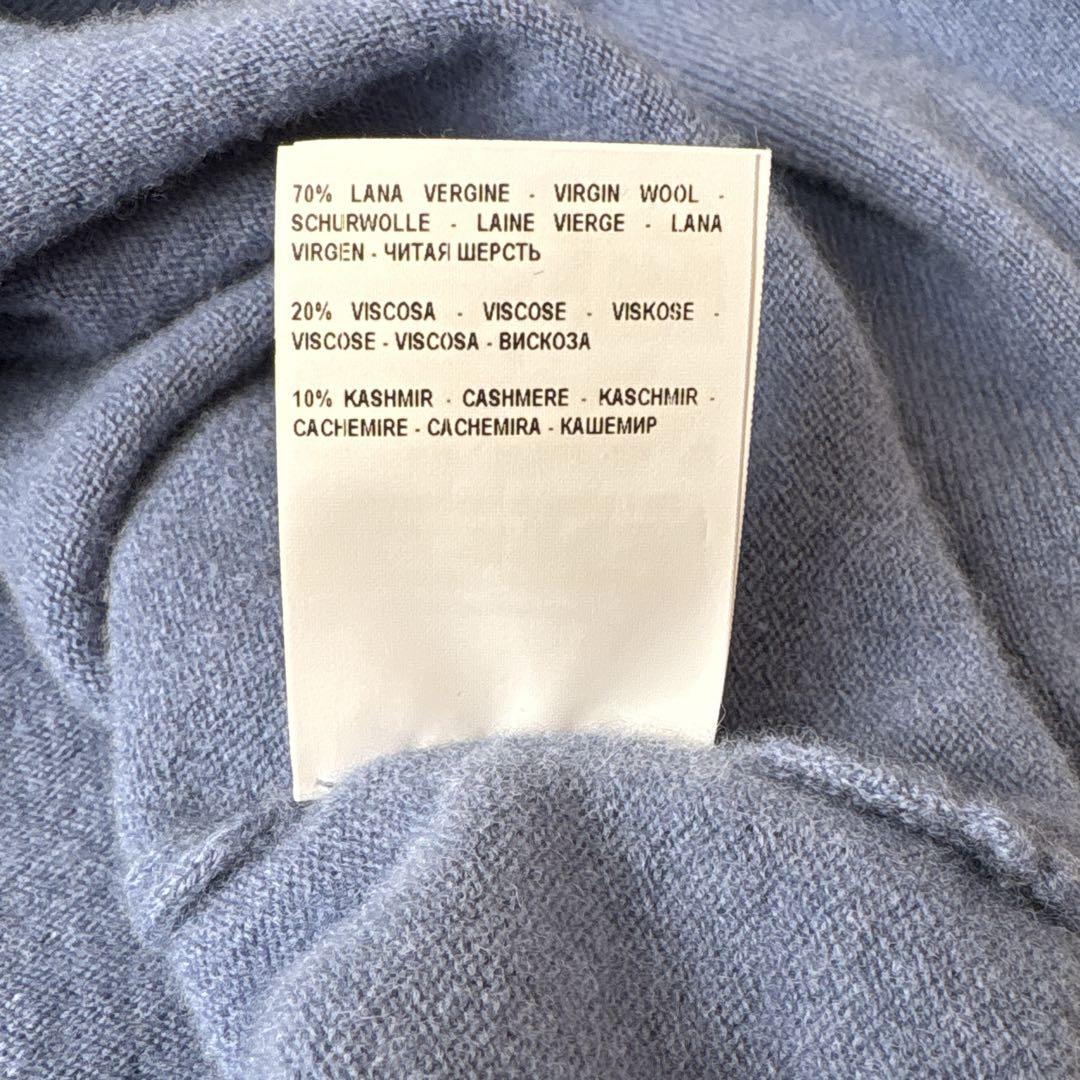 70% LANA VERGINE - VIRGIN WOOL -
SCHURWOLLE - LAINE VIERGE - LANA
VIRGEN - ЧИТАЯ ШЕРСТЬ
20% VISCOSA - VISCOSE - VISKOSE -
VISCOSE - VISCOSA - ВИСКОЗА
10% KASHMIR - CASHMERE - KASCHMIR -
CACHEMIRE - CACHEMIRA - КАШЕМИР